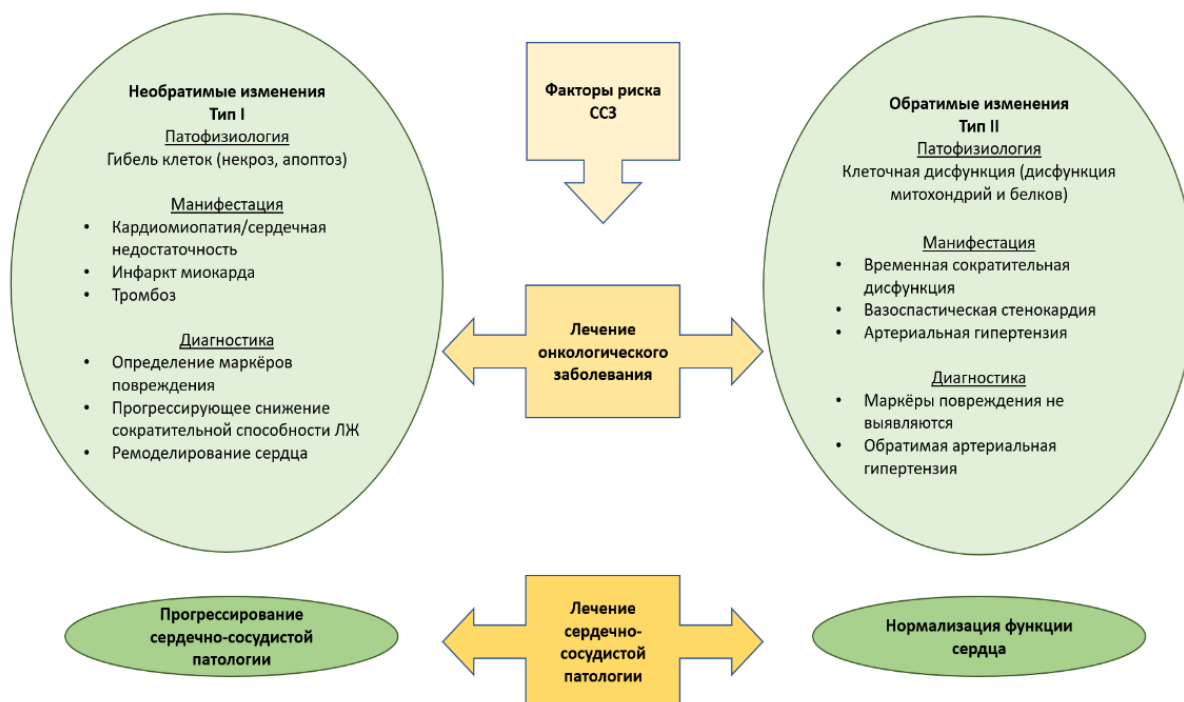 Необратимые изменения
Тип I
Патофизиология
Гибель клеток (некроз, апоптоз)
Манифестация
• Кардиомиопатия/сердечная
недостаточность
• Инфаркт миокарда
• Тромбоз
Диагностика
• Определение маркёров
повреждения
• Прогрессирующее снижение
сократительной способности ЛЖ
• Ремоделирование сердца
Факторы риска
ССЗ
Лечение
онкологического
заболевания
Обратимые изменения
Тип II
Патофизиология
Клеточная дисфункция (дисфункция
митохондрий и белков)
Манифестация
• Временная сократительная
дисфункция
• Вазоспастическая стенокардия
• Артериальная гипертензия
Диагностика
• Маркёры повреждения не
выявляются
• Обратимая артериальная
гипертензия
Прогрессирование
сердечно-сосудистой
патологии
Лечение
сердечно-
сосудистой
патологии
Нормализация функции
сердца